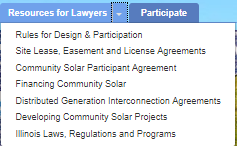 Resources for Lawyers Participate
Rules for Design & Participation
Site Lease, Easement and License Agreements
Community Solar Participant Agreement
Financing Community Solar
Distributed Generation Interconnection Agreements
Developing Community Solar Projects
Illinois Laws, Regulations and Programs